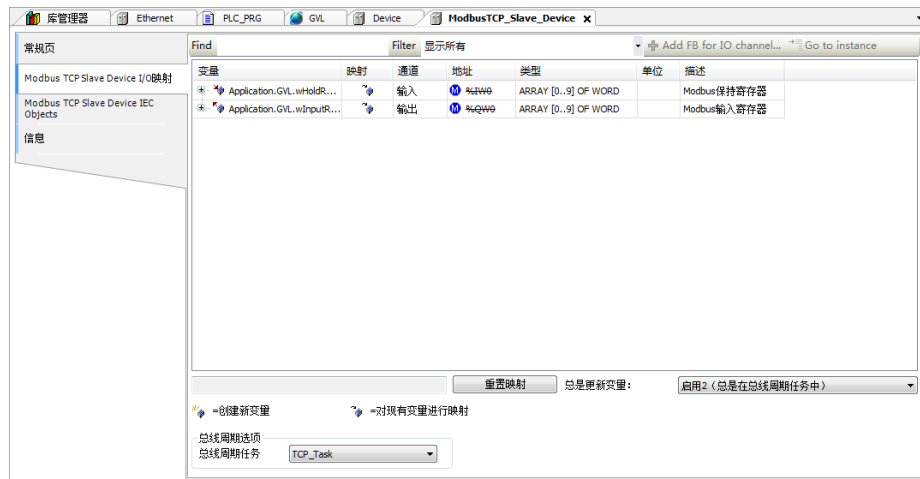 库管理器 Ethernet PLC_PRG GVL Device ModbusTCP_Slave_Device
常规页
Modbus TCP Slave Device I/O映射
Modbus TCP Slave Device IEC
Objects
信息
Find Filter 显示所有 Add FB for IO channel... Go to instance
变量 映射 通道 地址 类型 单位 描述
Application.GVL.wHoldR... 输入 %IW0 ARRAY [0..9] OF WORD Modbus保持寄存器
Application.GVL.wInputR... 输出 %QW0 ARRAY [0..9] OF WORD Modbus输入寄存器
重置映射 总是更新变量: 启用2（总是在总线周期任务中）
=创建新变量 =对现有变量进行映射
总线周期选项
总线周期任务 TCP_Task